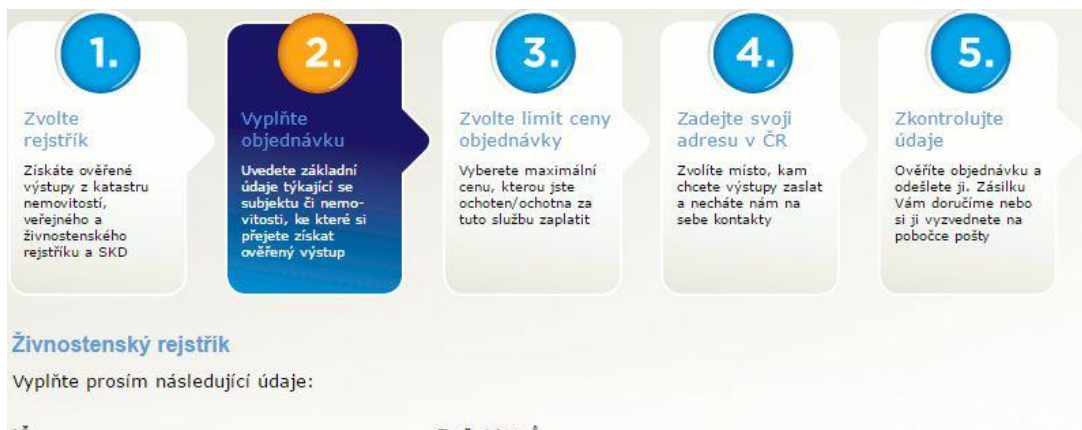 1.
Zvolte
rejstřík
Získáte ověřené
výstupy z katastru
nemovitostí,
veřejného a
živnostenského
rejstříku a SKD
2.
Vyplňte
objednávku
Uvedete základní
údaje týkající se
subjektu či nemo-
vitosti, ke které si
přejete získat
ověřený výstup
3.
Zvolte limit ceny
objednávky
Vyberete maximální
cenu, kterou jste
ochoten/ochotna za
tuto službu zaplatit
4.
Zadejte svoji
adresu v ČR
Zvolíte místo, kam
chcete výstupy zaslat
a necháte nám na
sebe kontakty
5.
Zkontrolujte
údaje
Ověříte objednávku a
odešlete ji. Zásilku
Vám doručíme nebo
si ji vyzvednete na
pobočce pošty
Živnostenský rejstřík
Vyplňte prosím následující údaje: